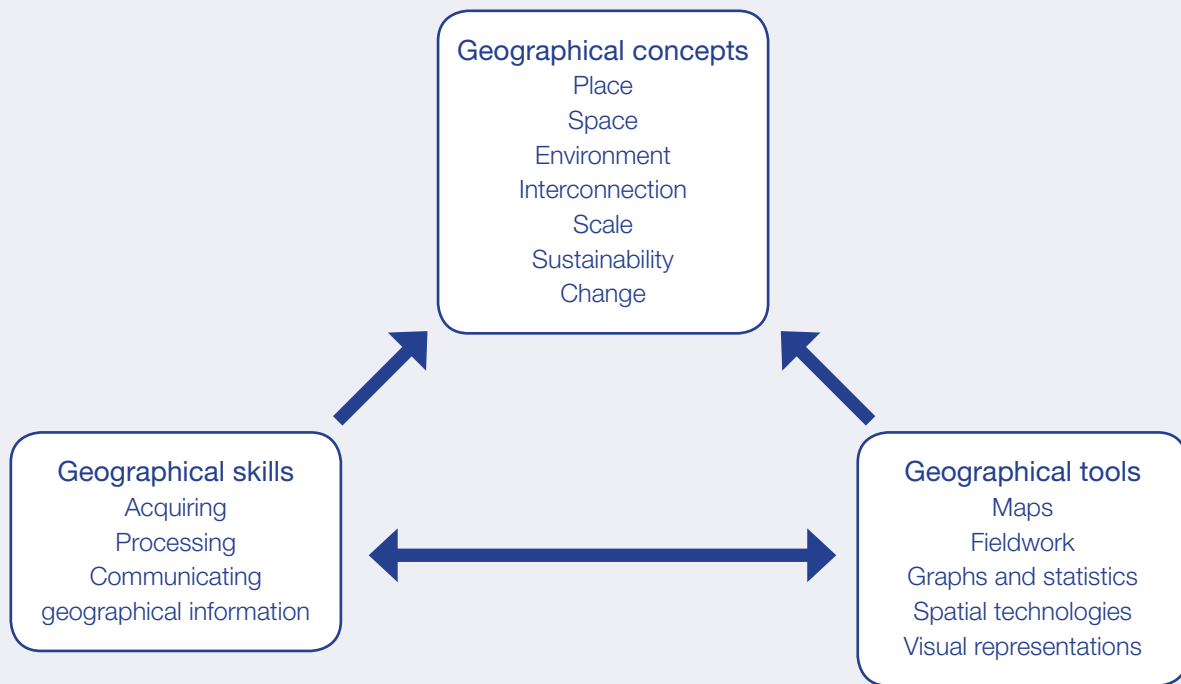 Geographical concepts
Place
Space
Environment
Interconnection
Scale
Sustainability
Change
Geographical skills
Acquiring
Processing
Communicating
geographical information
Geographical tools
Maps
Fieldwork
Graphs and statistics
Spatial technologies
Visual representations